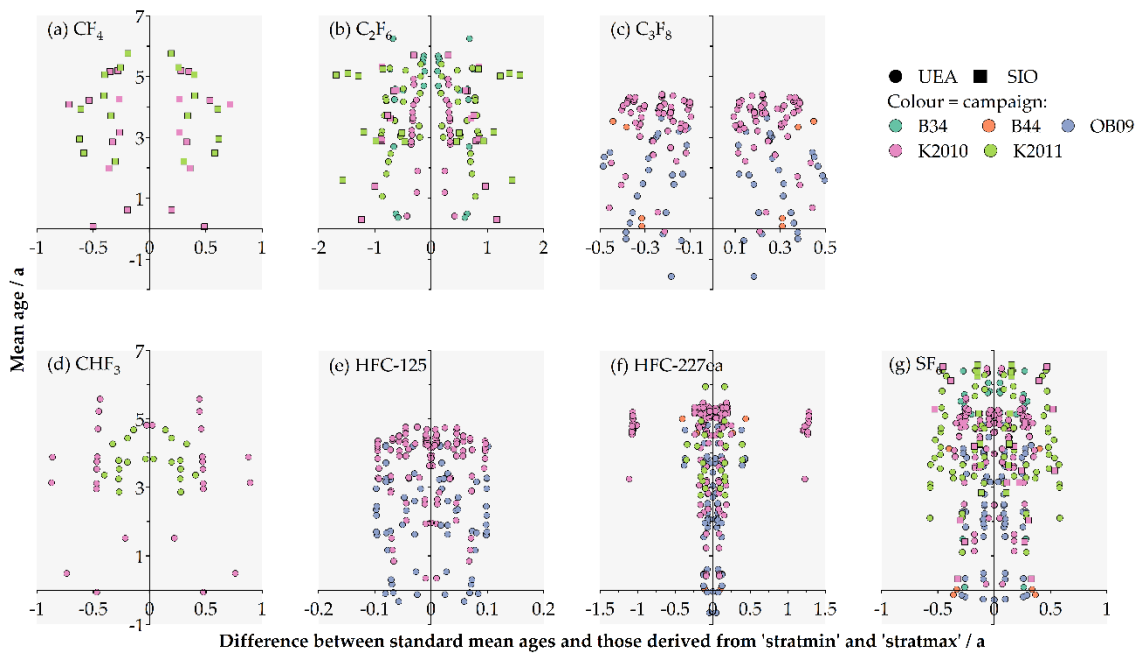 (a) CF4
(b) C2F6
(c) C3F8
UEA SIO
Colour = campaign:
B34 B44 OB09
K2010 K2011
7
5
3
1
-1
-1 -0.5 0 0.5 1
-2 -1 0 1 2
-0.5 -0.3 -0.1 0.1 0.3 0.5
Mean age / a
(d) CHF3
(e) HFC-125
(f) HFC-227ea
(g) SF
7
5
3
1
-1
-1 -0.5 0 0.5 1
-0.2 -0.1 0 0.1 0.2
-1.5 -1 -0.5 0 0.5 1 1.5
-1 -0.5 0 0.5 1
Difference between standard mean ages and those derived from 'stratmin' and 'stratmax' / a